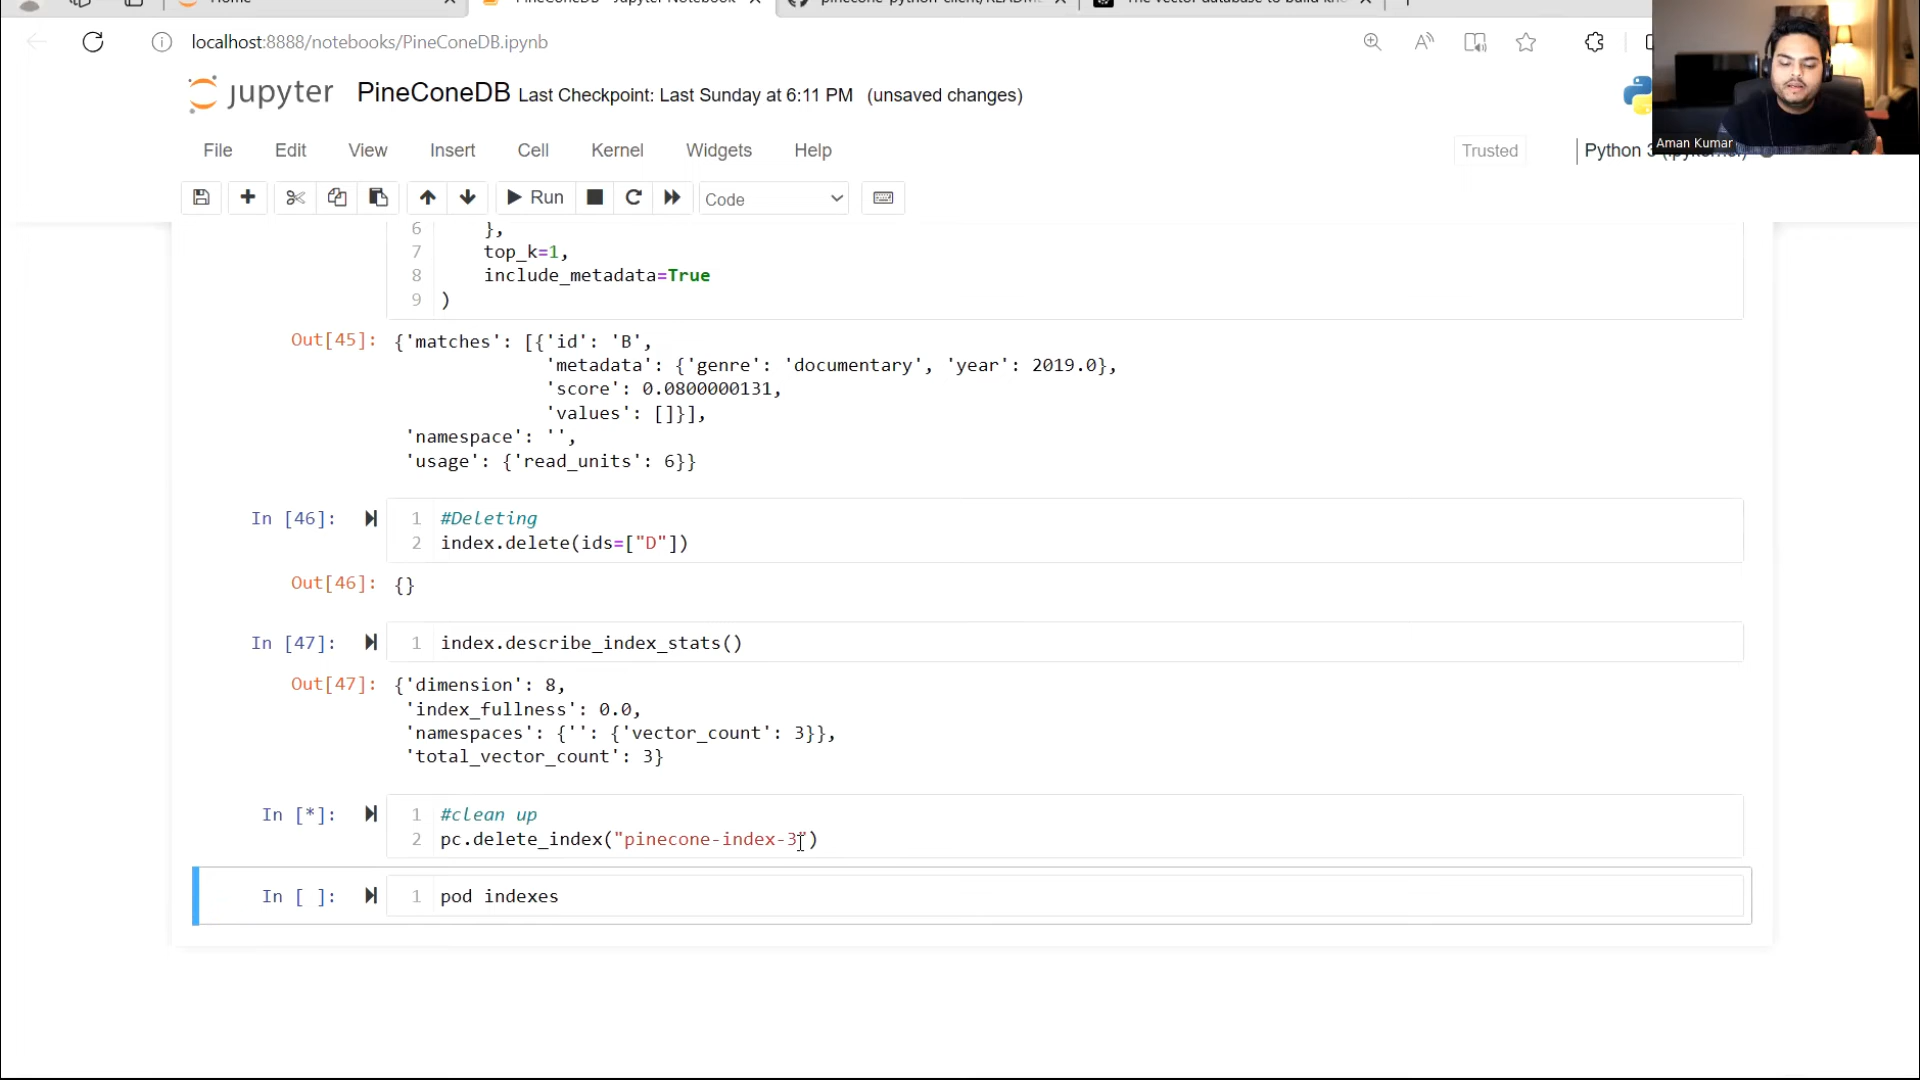 localhost:8888/notebooks/PineConeDB.ipynb
jupyter PineConeDB Last Checkpoint: Last Sunday at 6:11 PM (unsaved changes)
Aman Kumar
File Edit View Insert Cell Kernel Widgets Help Trusted Python 3
Run Code
6 },
7 top_k=1,
8 include_metadata=True
9 )
Out[45]: {'matches': [{'id': 'B',
'metadata': {'genre': 'documentary', 'year': 2019.0},
'score': 0.0800000131,
'values': []}],
'namespace': '',
'usage': {'read_units': 6}}
In [46]: 1 #Deleting
2 index.delete(ids=["D"])
Out[46]: {}
In [47]: 1 index.describe_index_stats()
Out[47]: {'dimension': 8,
'index_fullness': 0.0,
'namespaces': {'': {'vector_count': 3}},
'total_vector_count': 3}
In [*]: 1 #clean up
2 pc.delete_index("pinecone-index-3")
In [ ]: 1 pod indexes